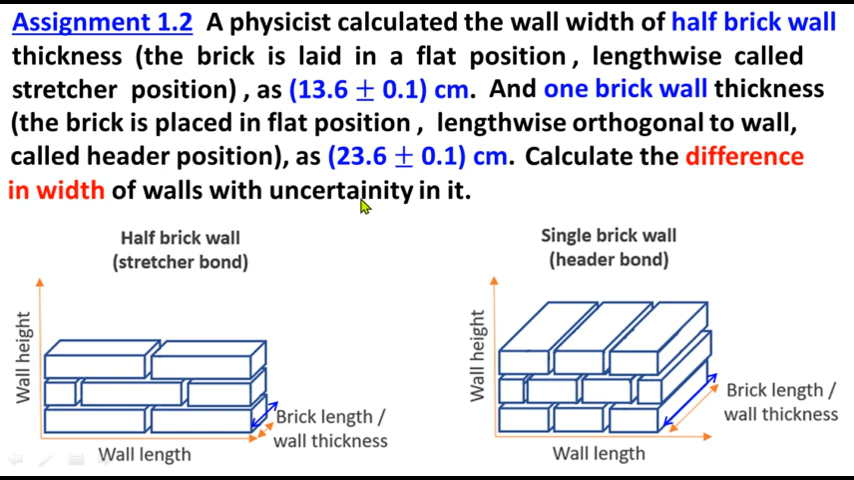 Assignment 1.2 A physicist calculated the wall width of half brick wall
thickness (the brick is laid in a flat position , lengthwise called
stretcher position) , as (13.6 ± 0.1) cm. And one brick wall thickness
(the brick is placed in flat position , lengthwise orthogonal to wall,
called header position), as (23.6 ± 0.1) cm. Calculate the difference
in width of walls with uncertainity in it.
Half brick wall
(stretcher bond)
Wall height
Brick length /
wall thickness
Wall length
Single brick wall
(header bond)
Wall height
Brick length /
wall thickness
Wall length